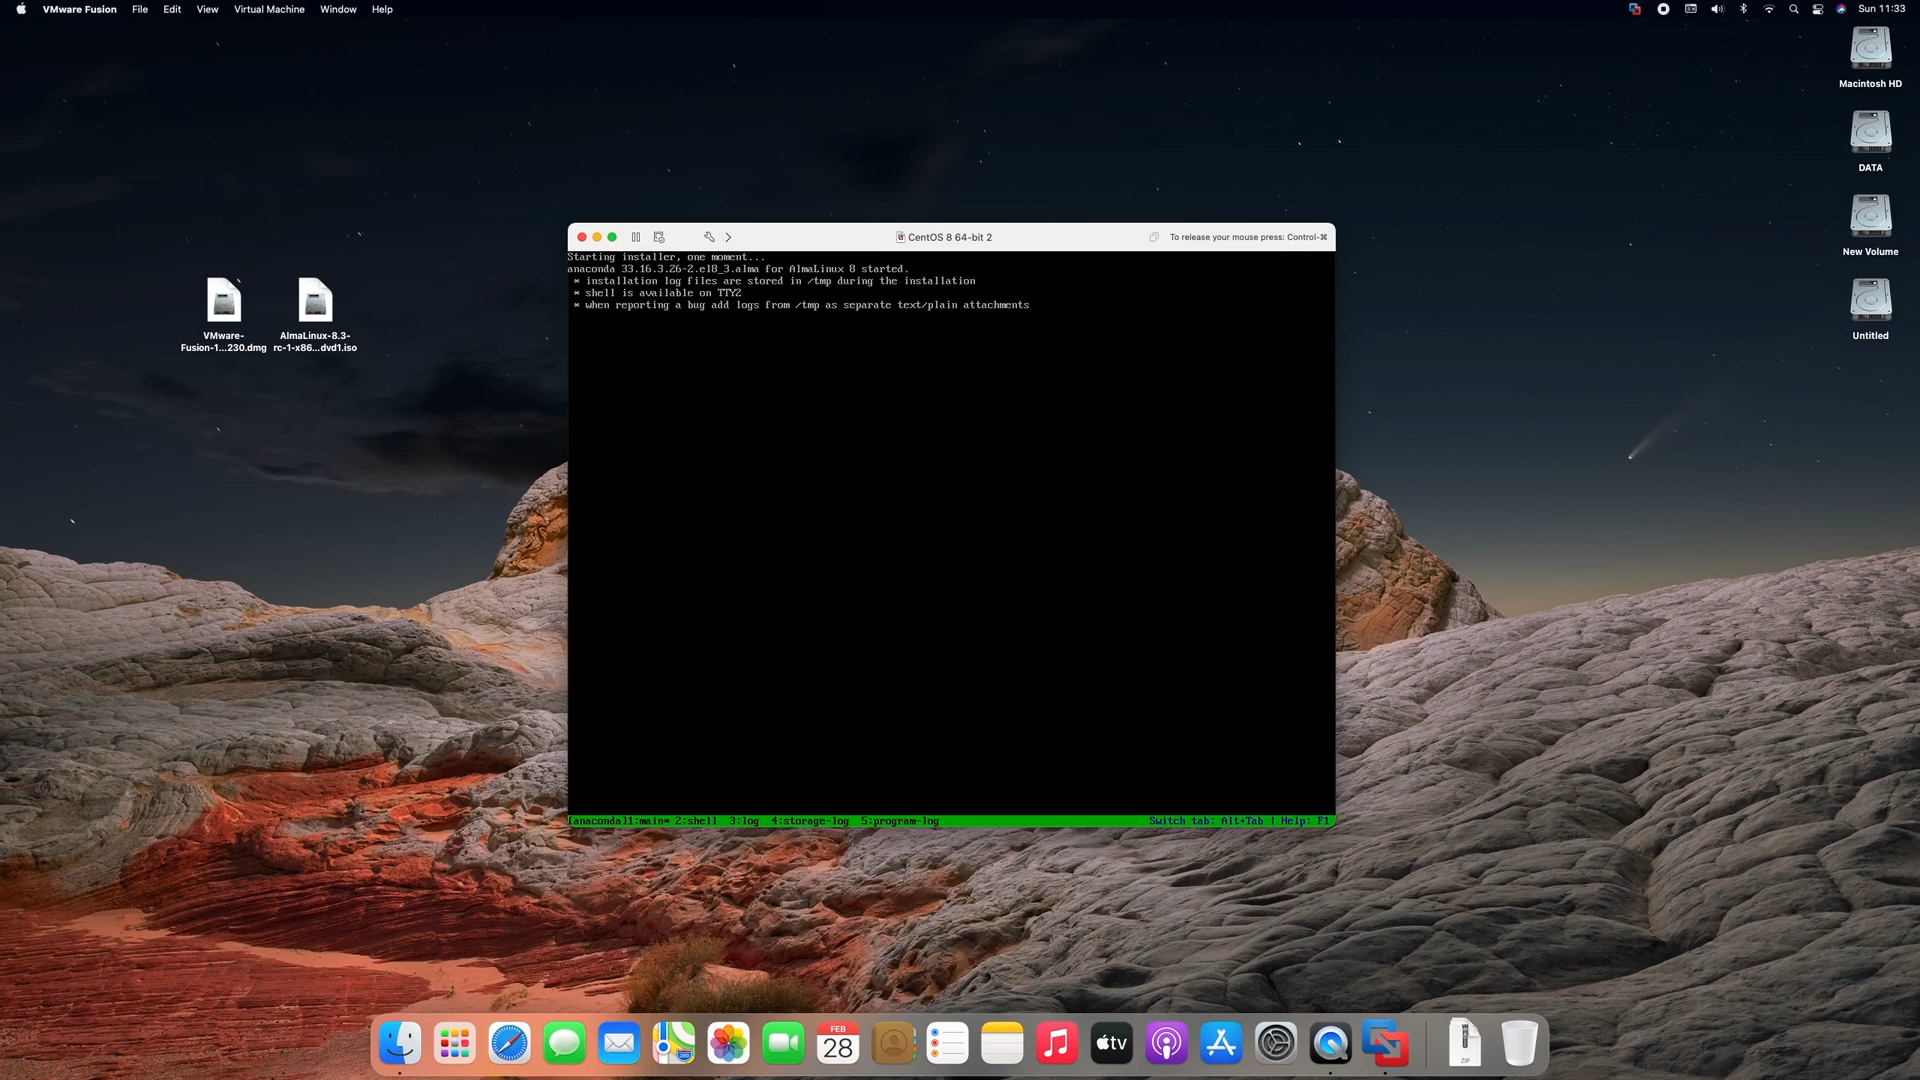 VMware Fusion File Edit View Virtual Machine Window Help Sun 11:33
Macintosh HD
DATA
New Volume
Untitled
VMware-
Fusion-1...230.dmg
AlmaLinux-8.3-
rc-1-x86...dvd1.iso
CentOS 8 64-bit 2 To release your mouse press: Control-⌘
Starting installer, one moment...
anaconda 33.16.3.26-2.el8_3.alma for AlmaLinux 8 started.
* installation log files are stored in /tmp during the installation
* shell is available on TTY2
* when reporting a bug add logs from /tmp as separate text/plain attachments
[anaconda]1:main* 2:shell 3:log 4:storage-log 5:program-log Switch tab: Alt+Tab | Help: F1
FEB
28
tv
ZIP